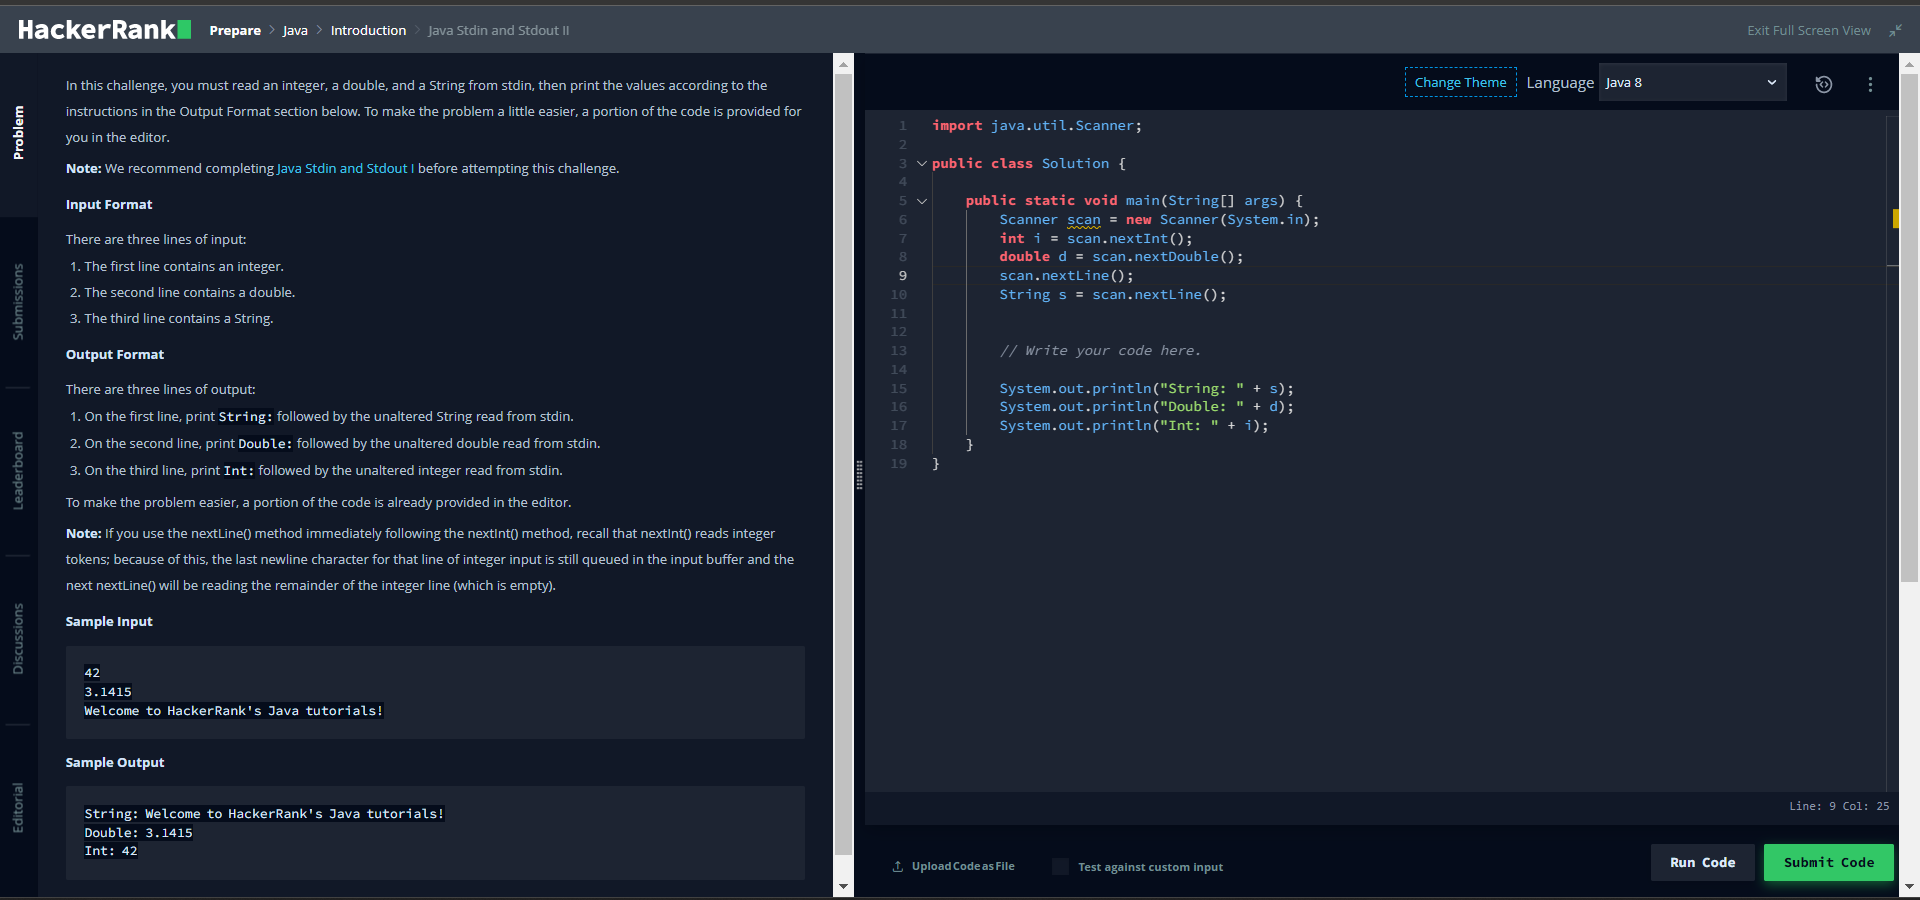 HackerRank Prepare > Java > Introduction > Java Stdin and Stdout II Exit Full Screen View
Problem
Submissions
Leaderboard
Discussions
Editorial
In this challenge, you must read an integer, a double, and a String from stdin, then print the values according to the
instructions in the Output Format section below. To make the problem a little easier, a portion of the code is provided for
you in the editor.
Note: We recommend completing Java Stdin and Stdout I before attempting this challenge.
Input Format
There are three lines of input:
1. The first line contains an integer.
2. The second line contains a double.
3. The third line contains a String.
Output Format
There are three lines of output:
1. On the first line, print String: followed by the unaltered String read from stdin.
2. On the second line, print Double: followed by the unaltered double read from stdin.
3. On the third line, print Int: followed by the unaltered integer read from stdin.
To make the problem easier, a portion of the code is already provided in the editor.
Note: If you use the nextLine() method immediately following the nextInt() method, recall that nextInt() reads integer
tokens; because of this, the last newline character for that line of integer input is still queued in the input buffer and the
next nextLine() will be reading the remainder of the integer line (which is empty).
Sample Input
42
3.1415
Welcome to HackerRank's Java tutorials!
Sample Output
String: Welcome to HackerRank's Java tutorials!
Double: 3.1415
Int: 42
Change Theme Language Java 8
1 import java.util.Scanner;
2
3 public class Solution {
4
5 public static void main(String[] args) {
6 Scanner scan = new Scanner(System.in);
7 int i = scan.nextInt();
8 double d = scan.nextDouble();
9 scan.nextLine();
10 String s = scan.nextLine();
11
12
13 // Write your code here.
14
15 System.out.println("String: " + s);
16 System.out.println("Double: " + d);
17 System.out.println("Int: " + i);
18 }
19 }
Line: 9 Col: 25
Upload Code as File Test against custom input Run Code Submit Code